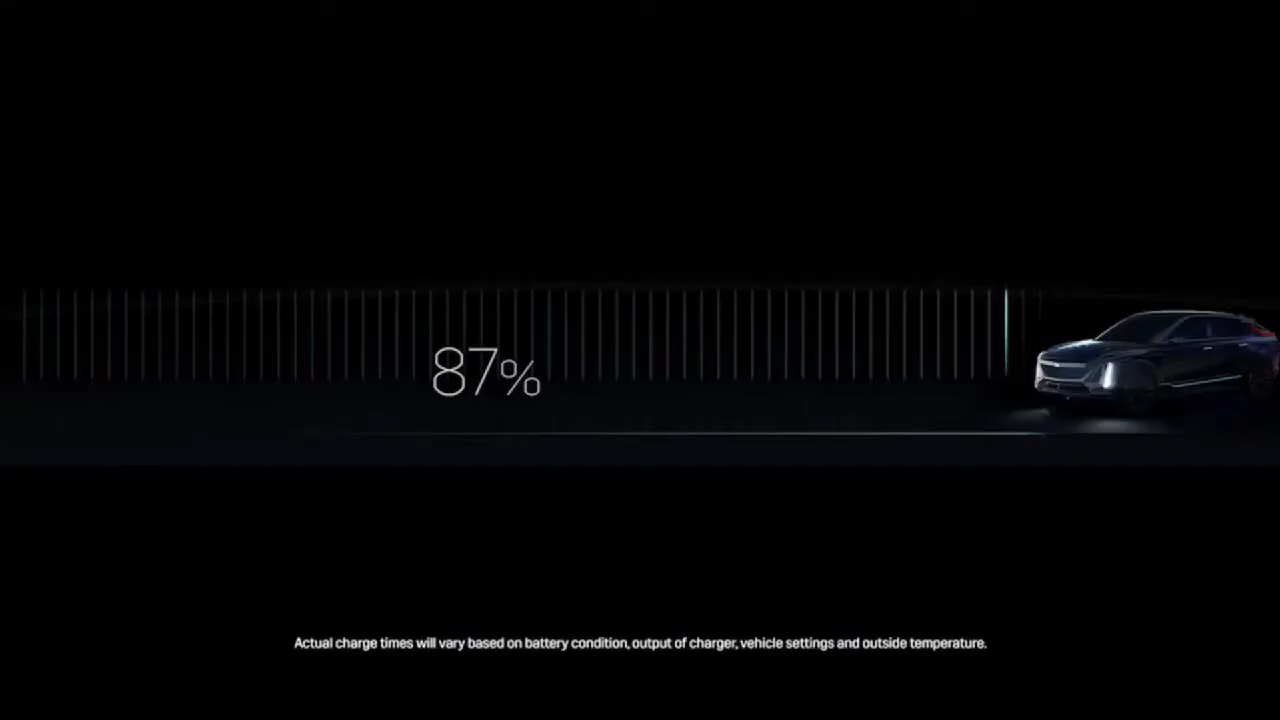 87%
Actual charge times will vary based on battery condition, output of charger, vehicle settings and outside temperature.